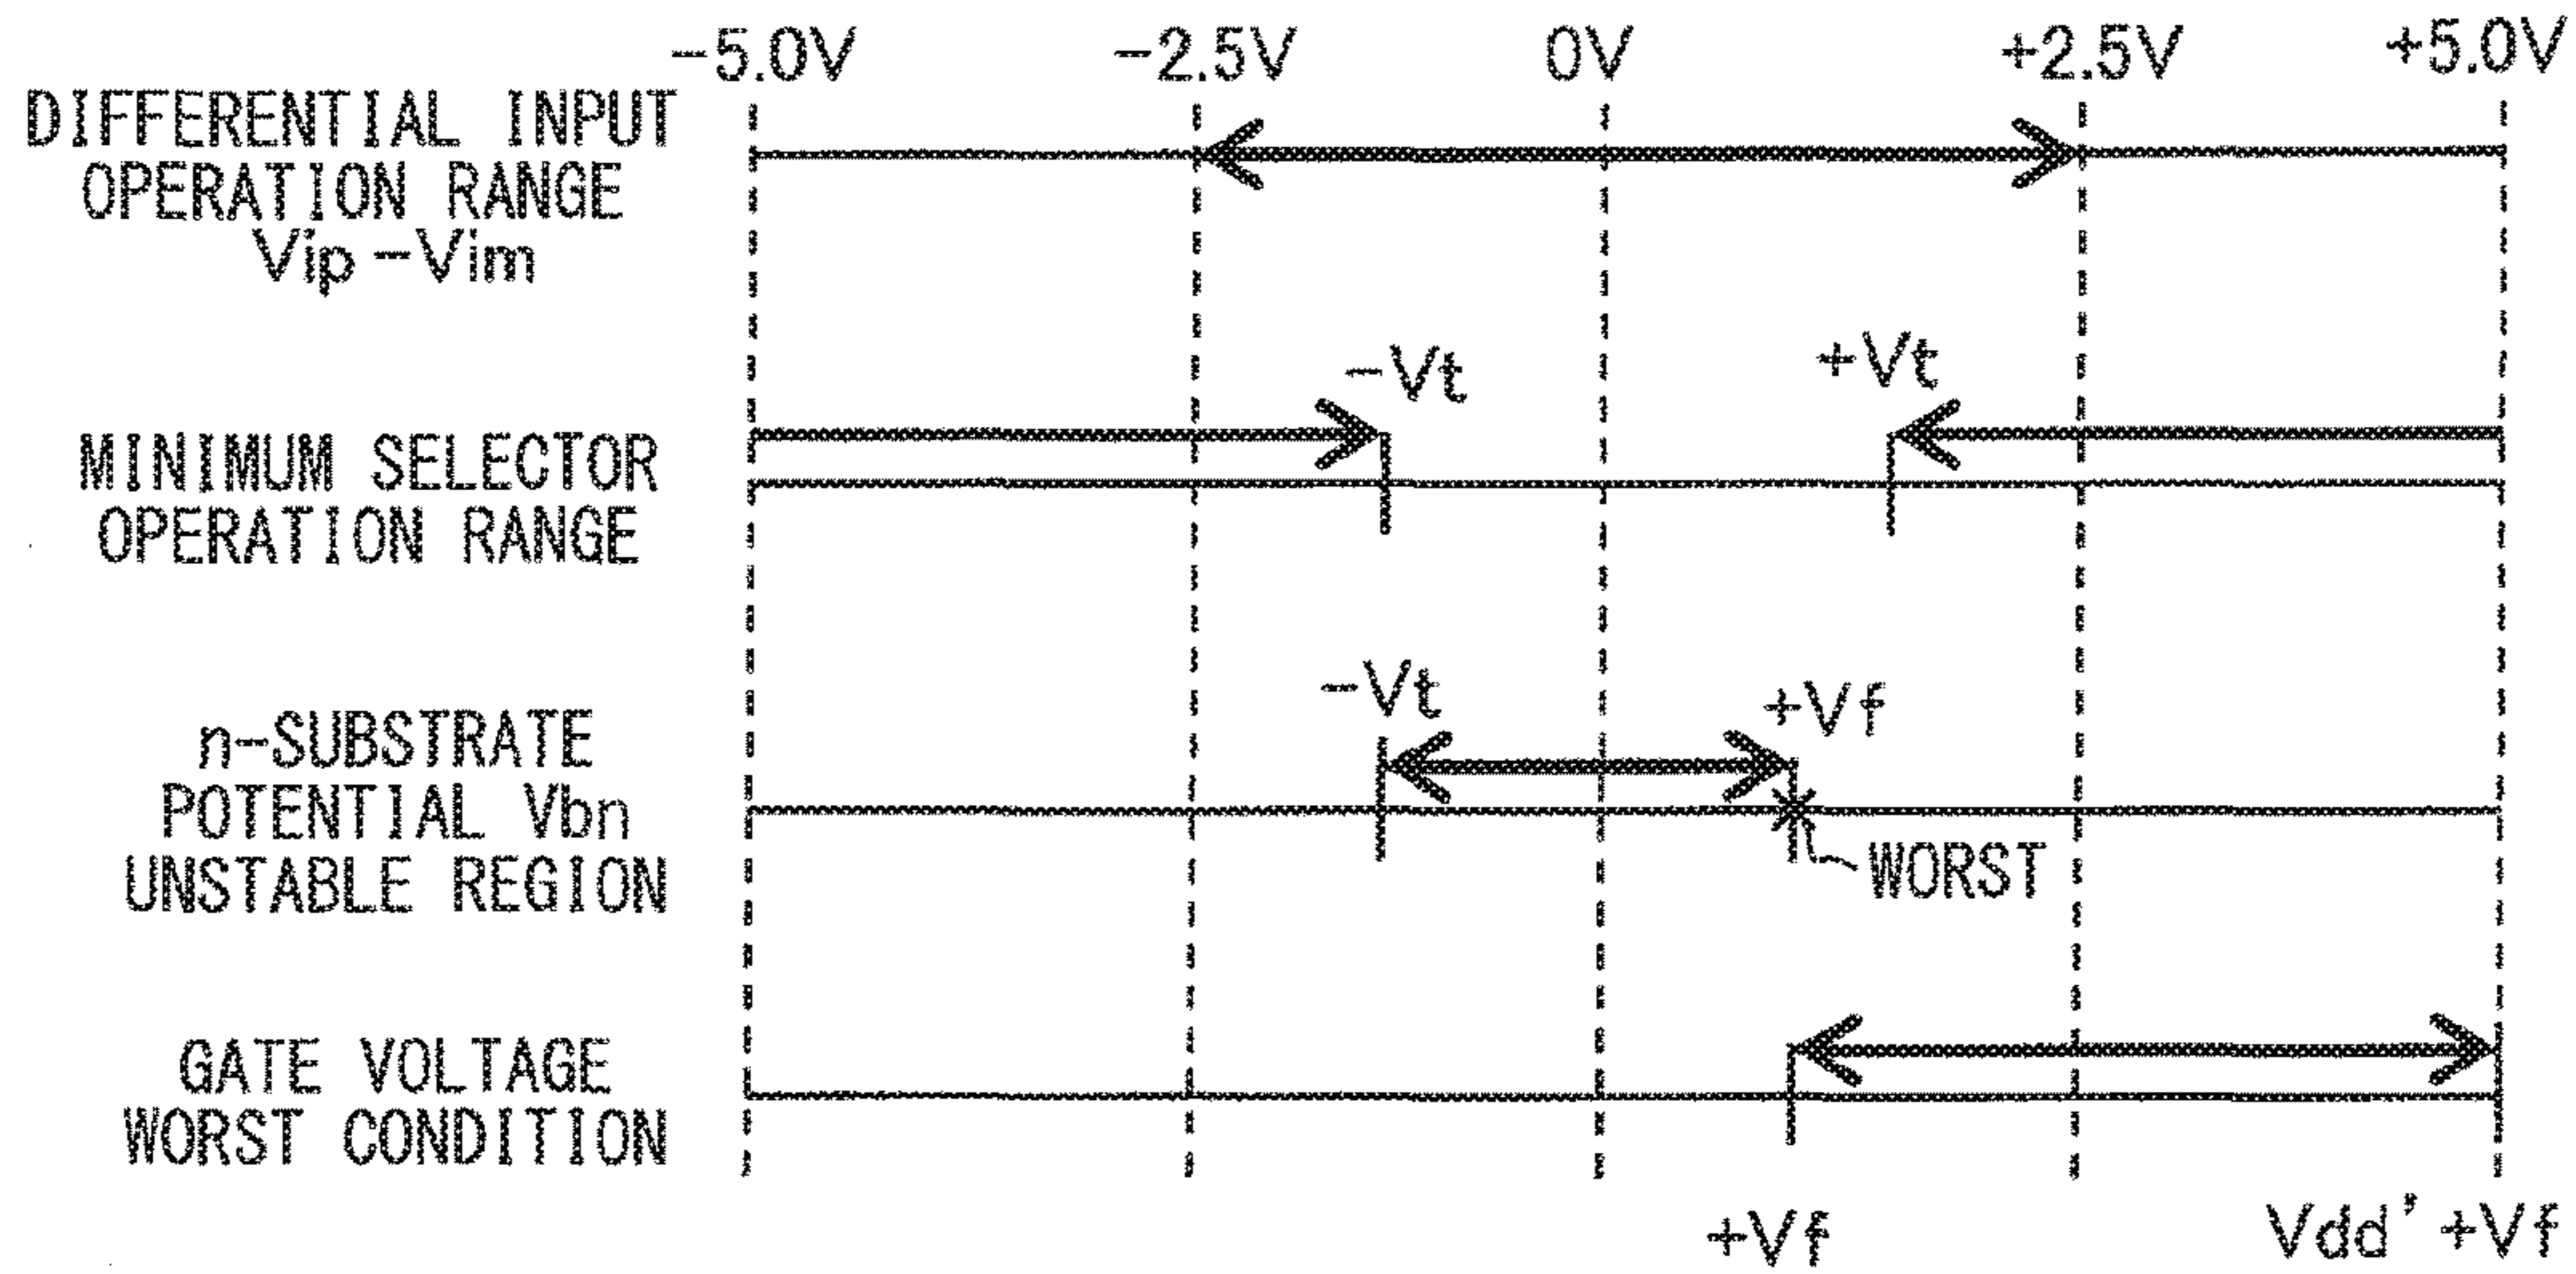 -5.0V -2.5V 0V +2.5V +5.0V
DIFFERENTIAL INPUT
OPERATION RANGE
Vip-Vim
-Vt +Vt
MINIMUM SELECTOR
OPERATION RANGE
-Vt +Vf
n-SUBSTRATE
POTENTIAL Vbn
UNSTABLE REGION
WORST
GATE VOLTAGE
WORST CONDITION
+Vf Vdd'+Vf